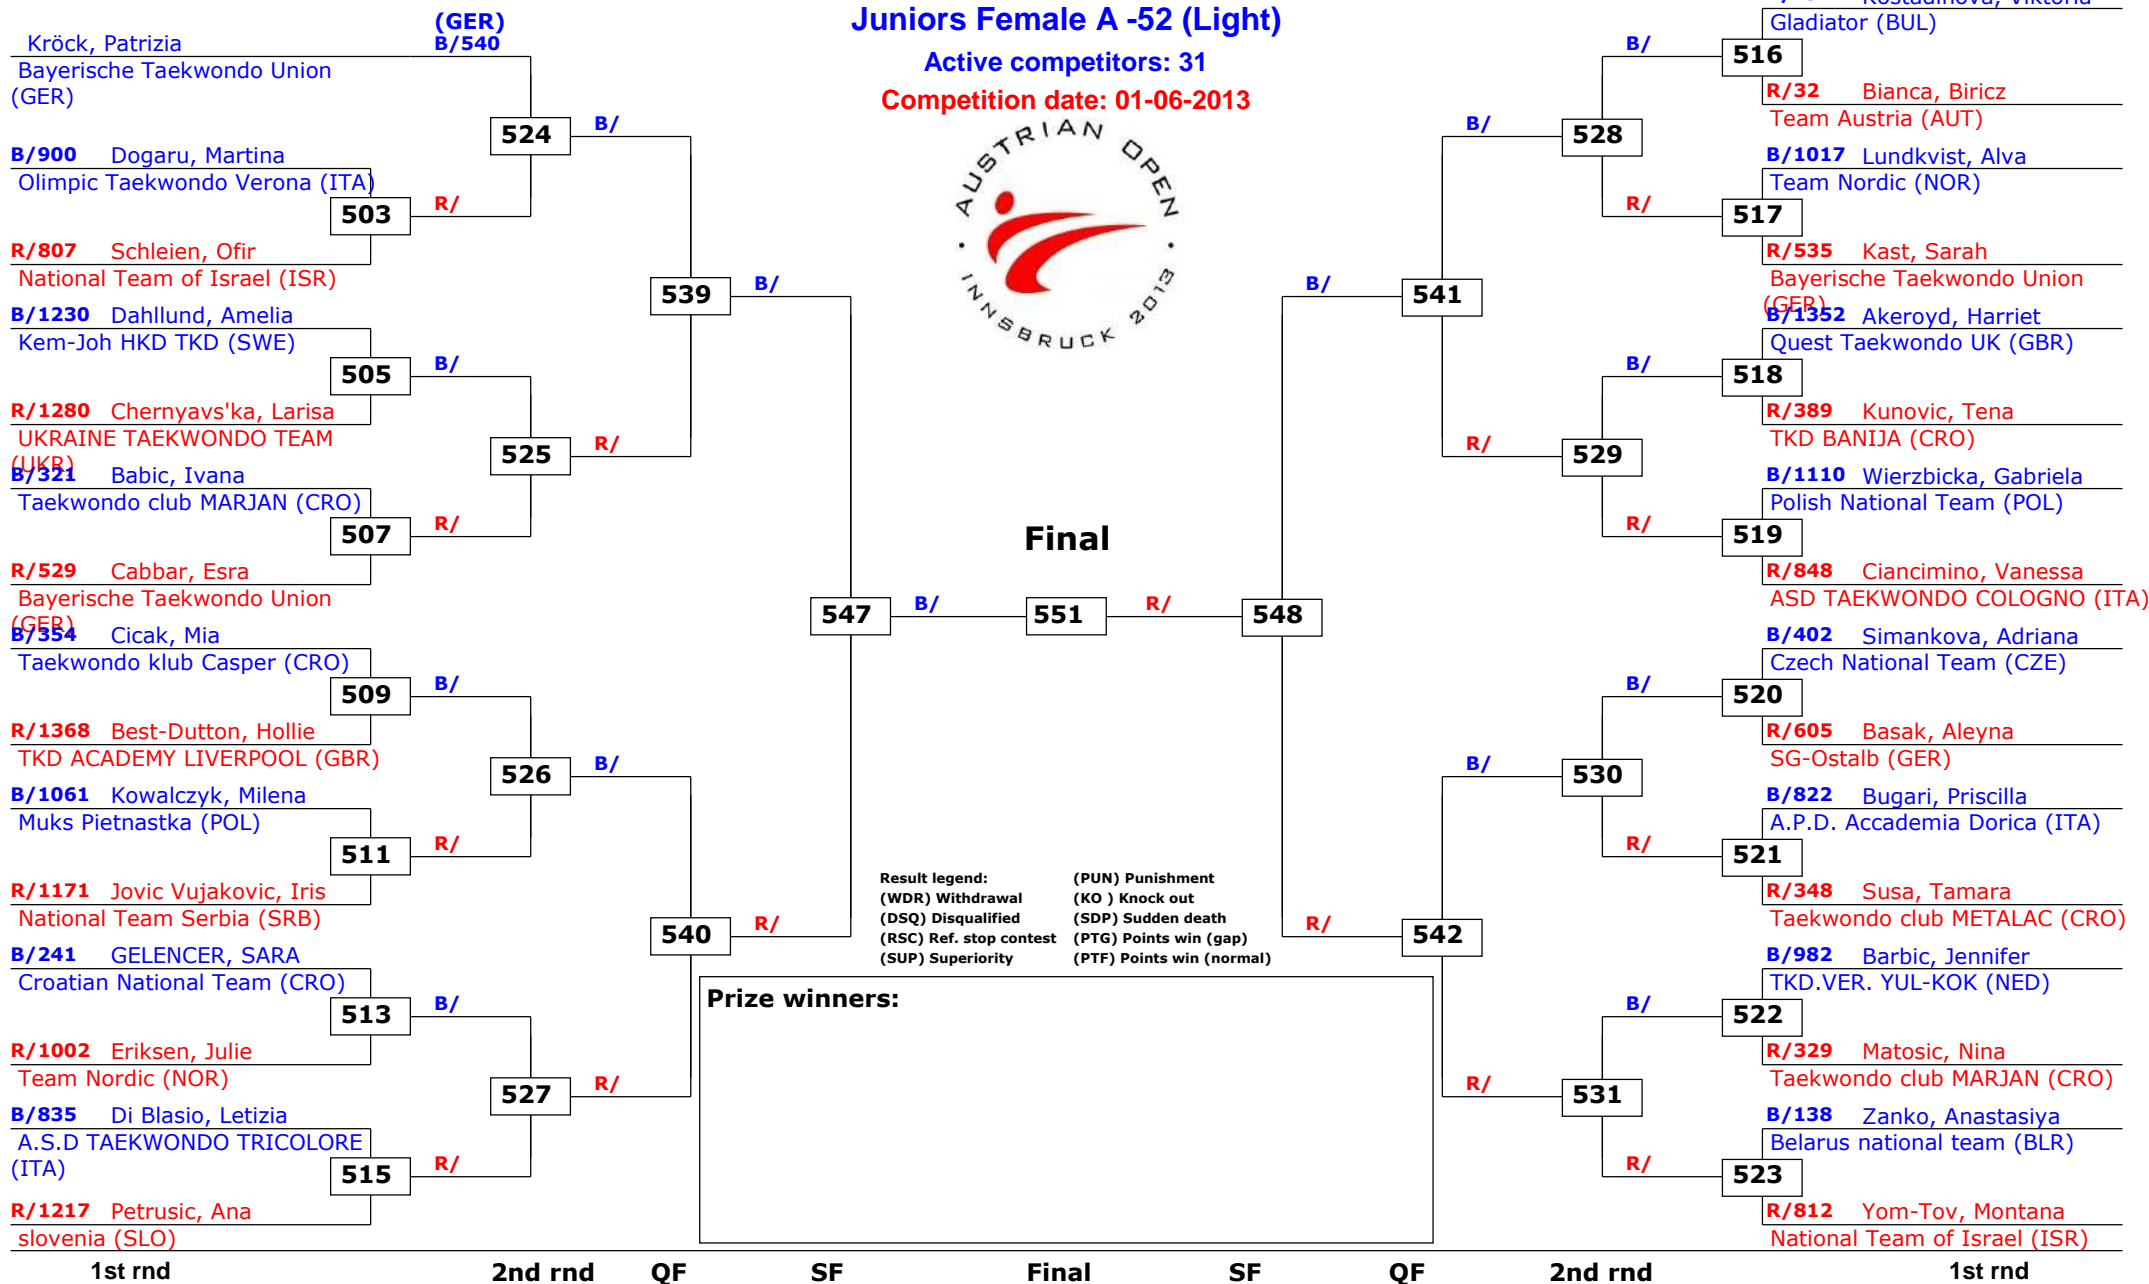 Juniors Female A -52 (Light)
Active competitors: 31
Competition date: 01-06-2013
AUSTRIAN OPEN
· INNSBRUCK 2013 ·
(GER)
Kröck, Patrizia B/540
Bayerische Taekwondo Union
(GER)
524 B/
B/900 Dogaru, Martina
Olimpic Taekwondo Verona (ITA)
503 R/
R/807 Schleien, Ofir
National Team of Israel (ISR)
539 B/
B/1230 Dahllund, Amelia
Kem-Joh HKD TKD (SWE)
505 B/
R/1280 Chernyavs'ka, Larisa
UKRAINE TAEKWONDO TEAM
(UKR)
525 R/
B/321 Babic, Ivana
Taekwondo club MARJAN (CRO)
507 R/
R/529 Cabbar, Esra
Bayerische Taekwondo Union
(GER)
547 B/
B/354 Cicak, Mia
Taekwondo klub Casper (CRO)
509 B/
R/1368 Best-Dutton, Hollie
TKD ACADEMY LIVERPOOL (GBR)
526 B/
B/1061 Kowalczyk, Milena
Muks Pietnastka (POL)
511 R/
R/1171 Jovic Vujakovic, Iris
National Team Serbia (SRB)
540 R/
B/241 GELENCER, SARA
Croatian National Team (CRO)
513 B/
R/1002 Eriksen, Julie
Team Nordic (NOR)
527 R/
B/835 Di Blasio, Letizia
A.S.D TAEKWONDO TRICOLORE
(ITA)
515 R/
R/1217 Petrusic, Ana
slovenia (SLO)
Final
551 R/
548
Gladiator (BUL)
B/ 516
R/32 Bianca, Biricz
Team Austria (AUT)
B/ 528
B/1017 Lundkvist, Alva
Team Nordic (NOR)
R/ 517
R/535 Kast, Sarah
Bayerische Taekwondo Union
(GER)
B/ 541
B/1352 Akeroyd, Harriet
Quest Taekwondo UK (GBR)
B/ 518
R/389 Kunovic, Tena
TKD BANIJA (CRO)
R/ 529
B/1110 Wierzbicka, Gabriela
Polish National Team (POL)
R/ 519
R/848 Ciancimino, Vanessa
ASD TAEKWONDO COLOGNO (ITA)
B/402 Simankova, Adriana
Czech National Team (CZE)
B/ 520
R/605 Basak, Aleyna
SG-Ostalb (GER)
B/ 530
B/822 Bugari, Priscilla
A.P.D. Accademia Dorica (ITA)
R/ 521
R/348 Susa, Tamara
Taekwondo club METALAC (CRO)
R/ 542
B/982 Barbic, Jennifer
TKD.VER. YUL-KOK (NED)
B/ 522
R/329 Matosic, Nina
Taekwondo club MARJAN (CRO)
R/ 531
B/138 Zanko, Anastasiya
Belarus national team (BLR)
R/ 523
R/812 Yom-Tov, Montana
National Team of Israel (ISR)
Result legend: (PUN) Punishment
(WDR) Withdrawal (KO ) Knock out
(DSQ) Disqualified (SDP) Sudden death
(RSC) Ref. stop contest (PTG) Points win (gap)
(SUP) Superiority (PTF) Points win (normal)
Prize winners:
1st rnd 2nd rnd QF SF Final SF QF 2nd rnd 1st rnd